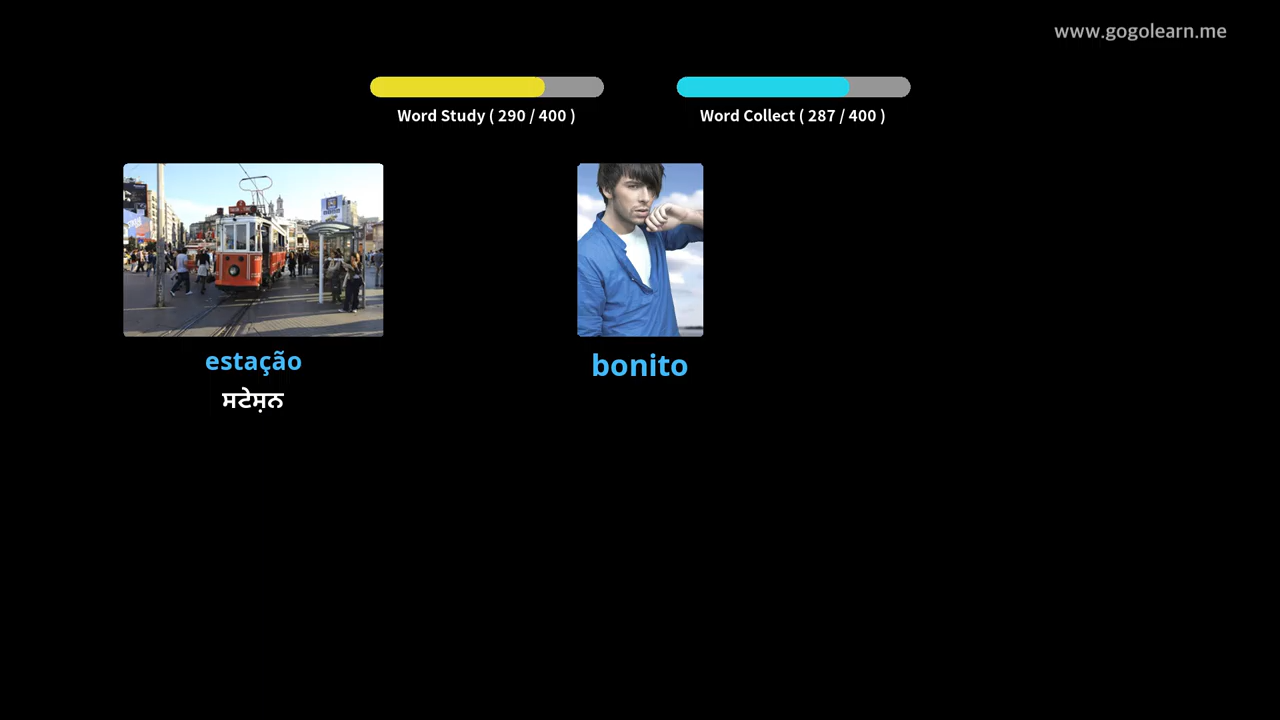 www.gogolearn.me
Word Study ( 290 / 400 )
Word Collect ( 287 / 400 )
estação
ਸਟੇਸ਼ਨ
bonito